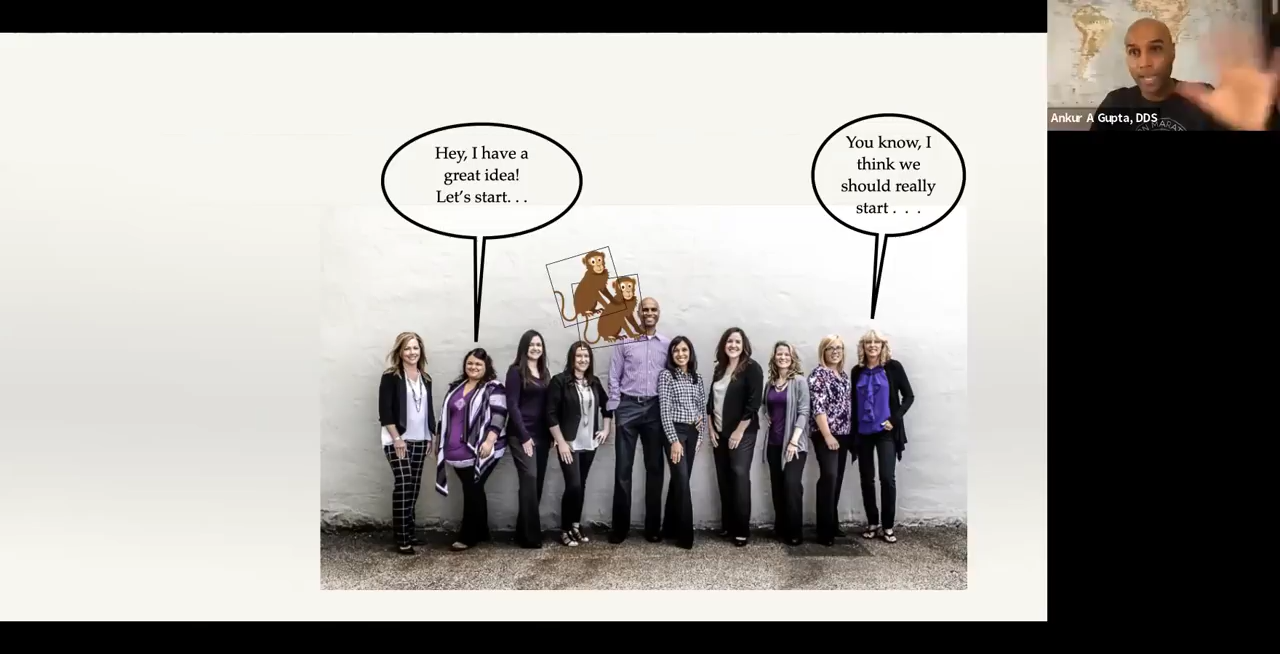 Hey, I have a
great idea!
Let's start. . .
You know, I
think we
should really
start . . .
Ankur A Gupta, DDS